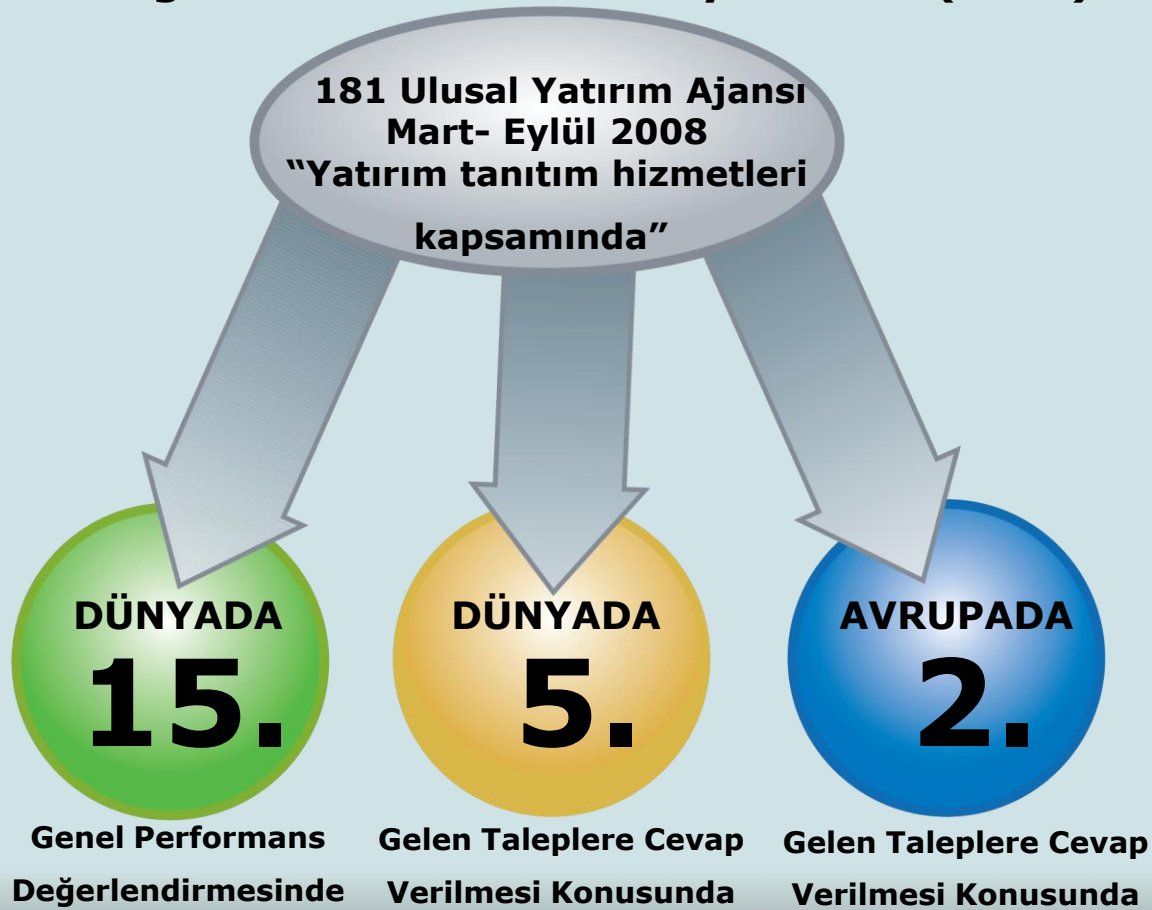 181 Ulusal Yatırım Ajansı
Mart- Eylül 2008
“Yatırım tanıtım hizmetleri
kapsamında”
DÜNYADA
15.
Genel Performans
Değerlendirmesinde
DÜNYADA
5.
Gelen Taleplere Cevap
Verilmesi Konusunda
AVRUPADA
2.
Gelen Taleplere Cevap
Verilmesi Konusunda